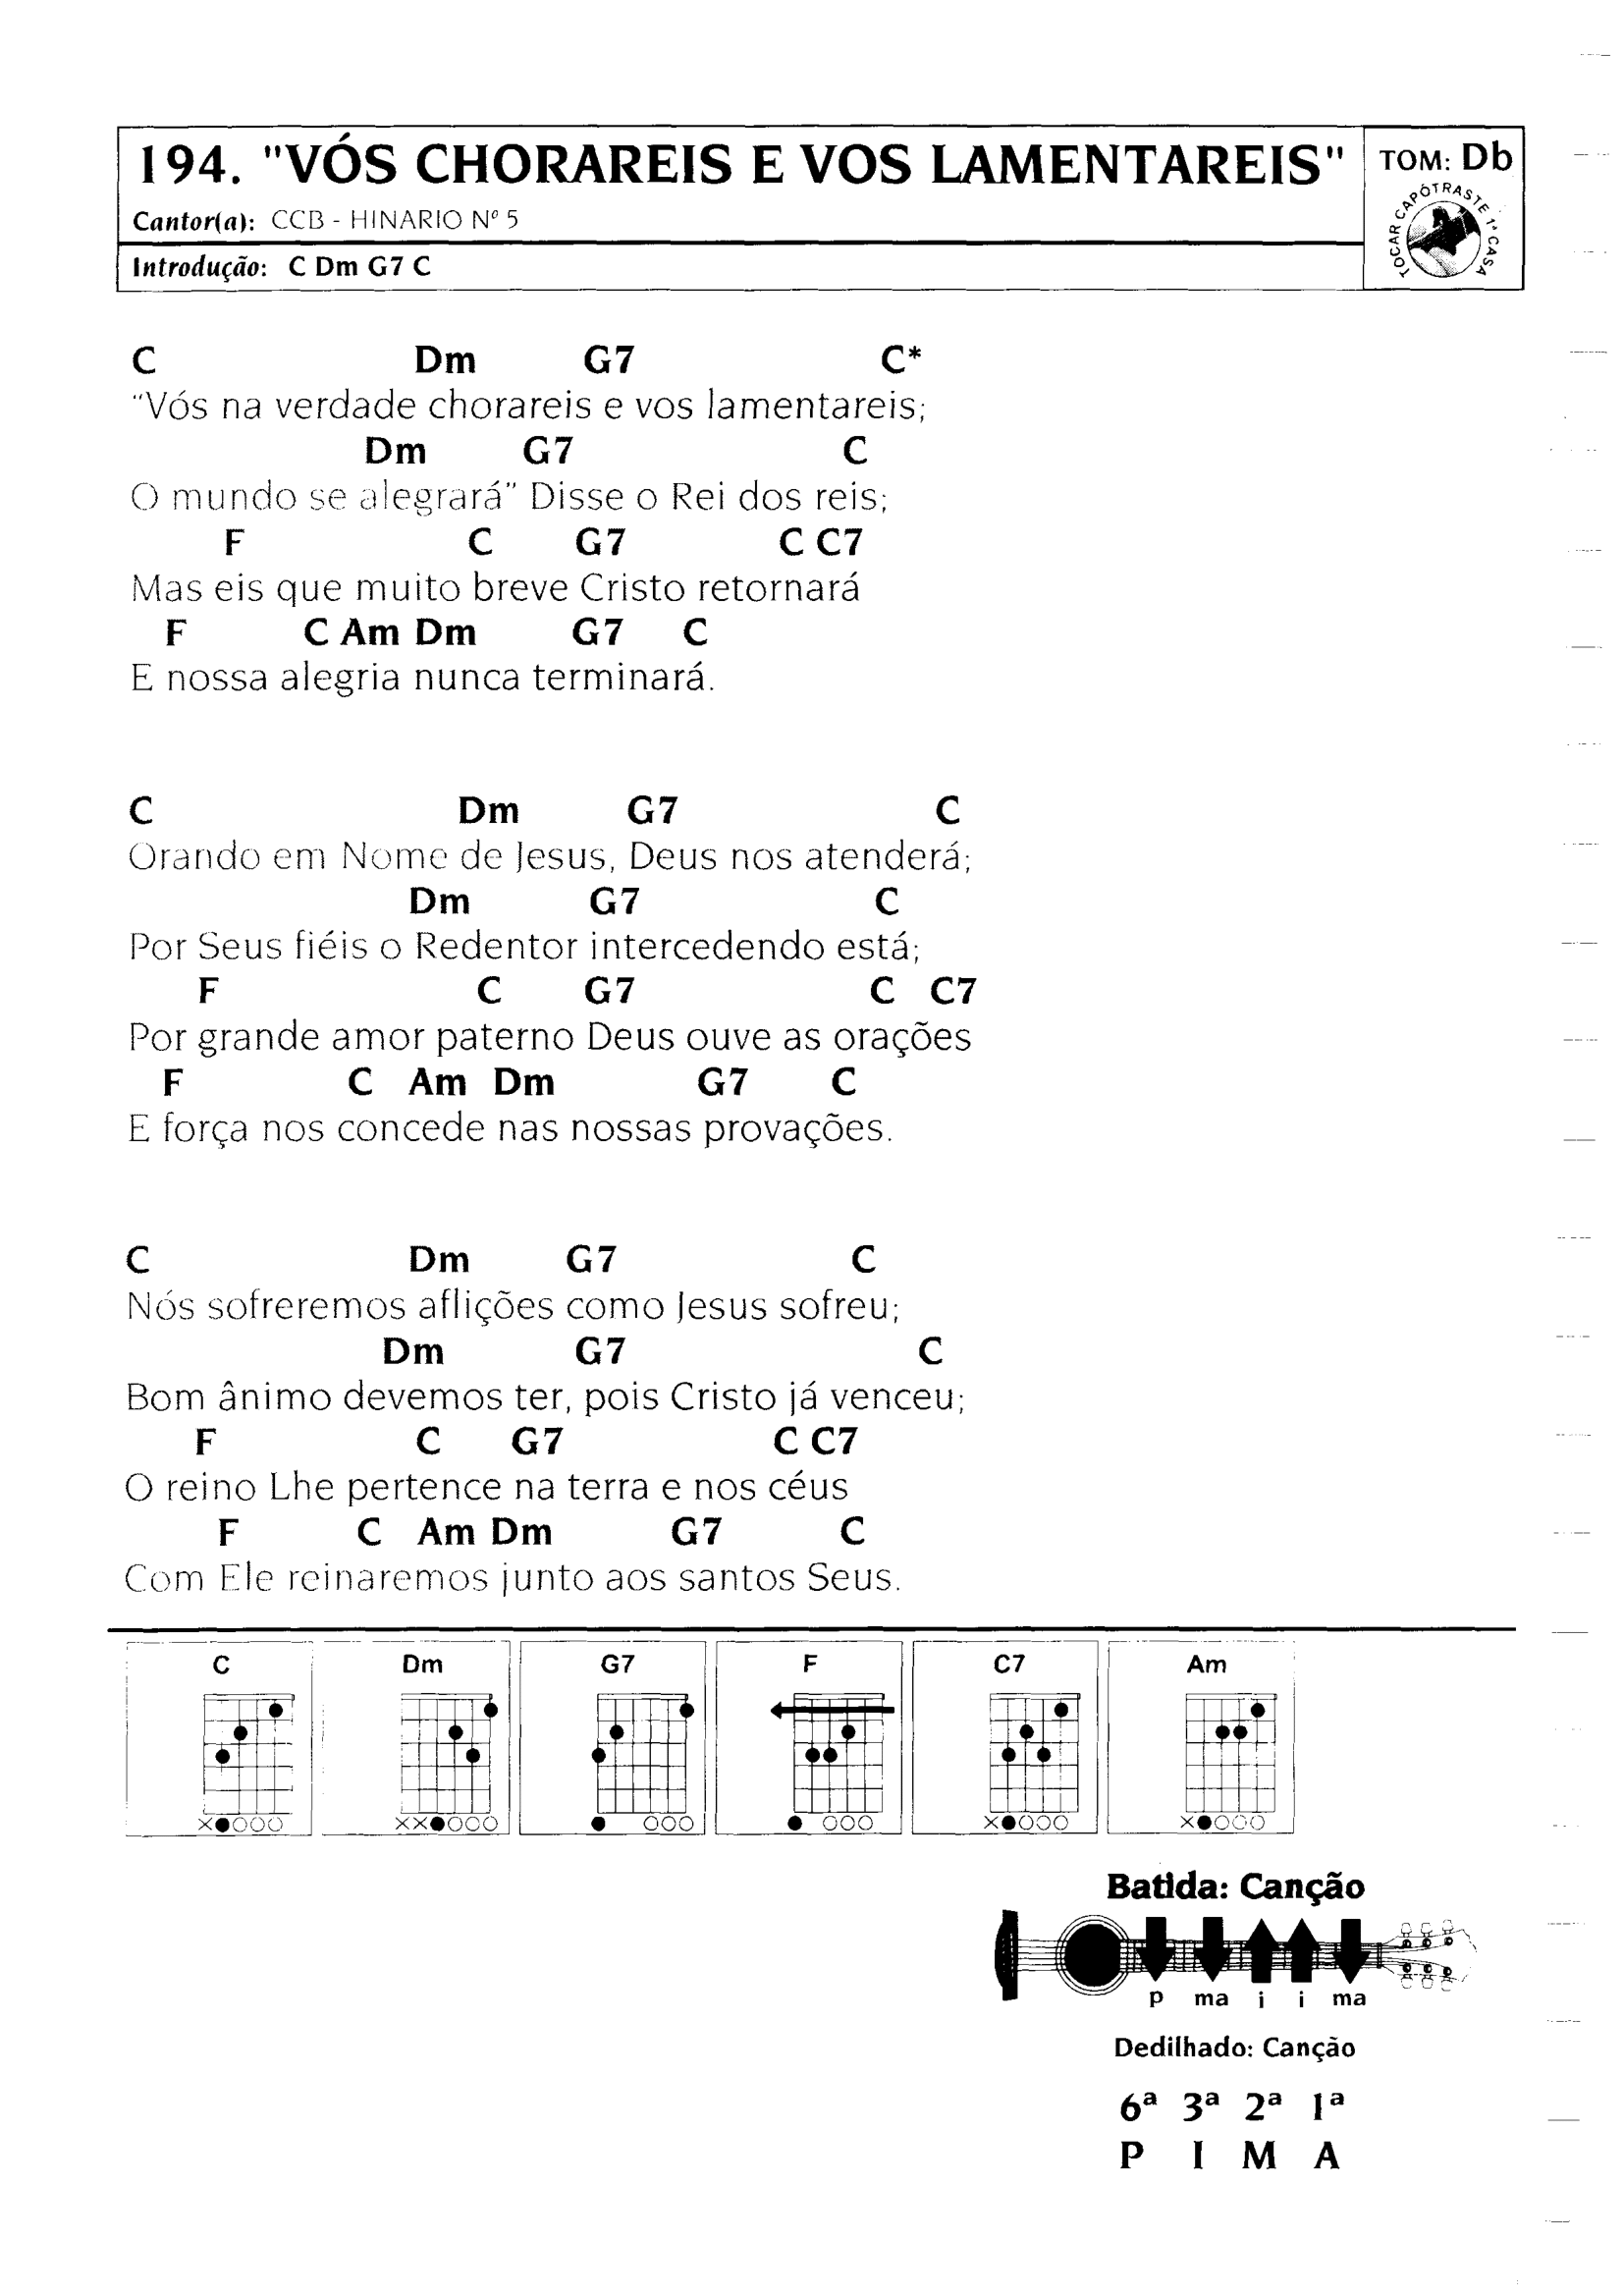 194. "VÓS CHORAREIS E VOS LAMENTAREIS"
TOM: Db
Cantor(a): CCB - HINARIO Nº 5
TOCAR CAPÓTRASTE 1ª CASA
Introdução: C Dm G7 C
C Dm G7 C*
"Vós na verdade chorareis e vos lamentareis;
Dm G7 C
O mundo se alegrará" Disse o Rei dos reis;
F C G7 C C7
Mas eis que muito breve Cristo retornará
F C Am Dm G7 C
E nossa alegria nunca terminará.
C Dm G7 C
Orando em Nome de Jesus, Deus nos atenderá;
Dm G7 C
Por Seus fiéis o Redentor intercedendo está;
F C G7 C C7
Por grande amor paterno Deus ouve as orações
F C Am Dm G7 C
E força nos concede nas nossas provações.
C Dm G7 C
Nós sofreremos aflições como Jesus sofreu;
Dm G7 C
Bom ânimo devemos ter, pois Cristo já venceu;
F C G7 C C7
O reino Lhe pertence na terra e nos céus
F C Am Dm G7 C
Com Ele reinaremos junto aos santos Seus.
C Dm G7 F C7 Am
Batida: Canção
p ma i i ma
Dedilhado: Canção
6ª 3ª 2ª 1ª
P I M A